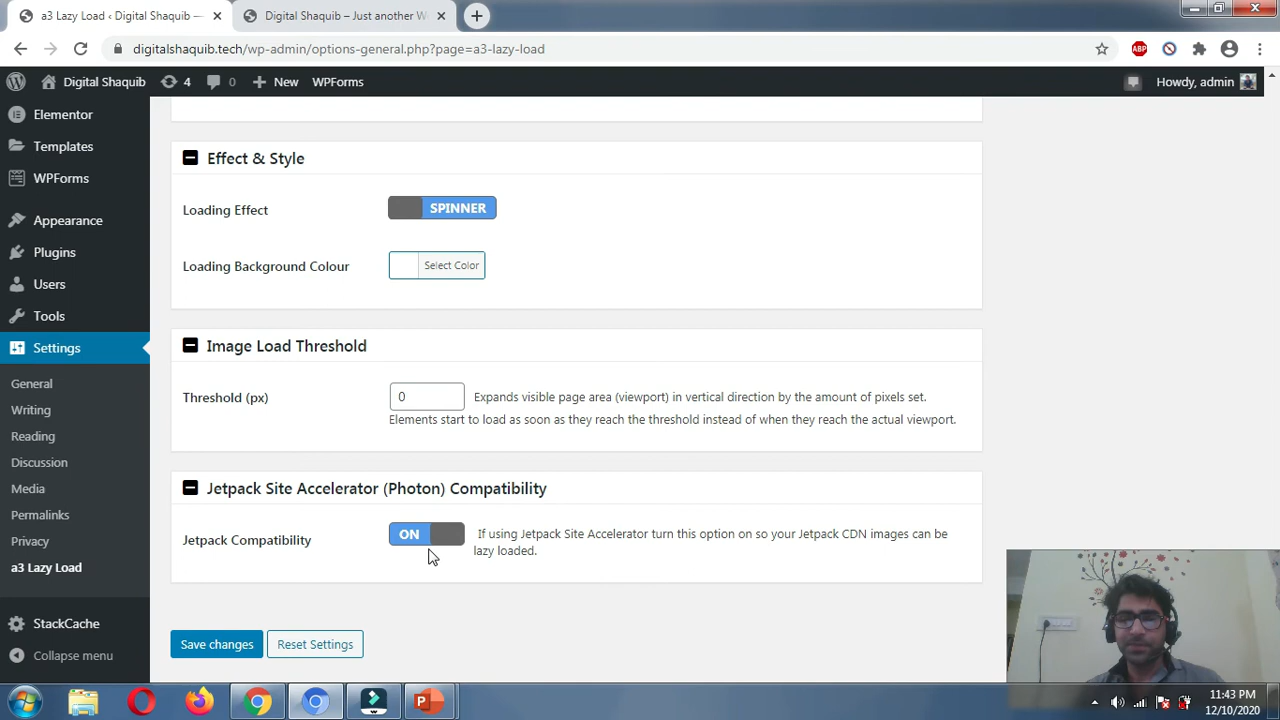 a3 Lazy Load ‹ Digital Shaquib —
Digital Shaquib – Just another W
digitalshaquib.tech/wp-admin/options-general.php?page=a3-lazy-load
ABP
Digital Shaquib
4
0
New
WPForms
Howdy, admin
Elementor
Templates
WPForms
Appearance
Plugins
Users
Tools
Settings
General
Writing
Reading
Discussion
Media
Permalinks
Privacy
a3 Lazy Load
StackCache
Collapse menu
Effect & Style
Loading Effect
SPINNER
Loading Background Colour
Select Color
Image Load Threshold
Threshold (px)
0
Expands visible page area (viewport) in vertical direction by the amount of pixels set.
Elements start to load as soon as they reach the threshold instead of when they reach the actual viewport.
Jetpack Site Accelerator (Photon) Compatibility
Jetpack Compatibility
ON
If using Jetpack Site Accelerator turn this option on so your Jetpack CDN images can be
lazy loaded.
Save changes
Reset Settings
11:43 PM
12/10/2020